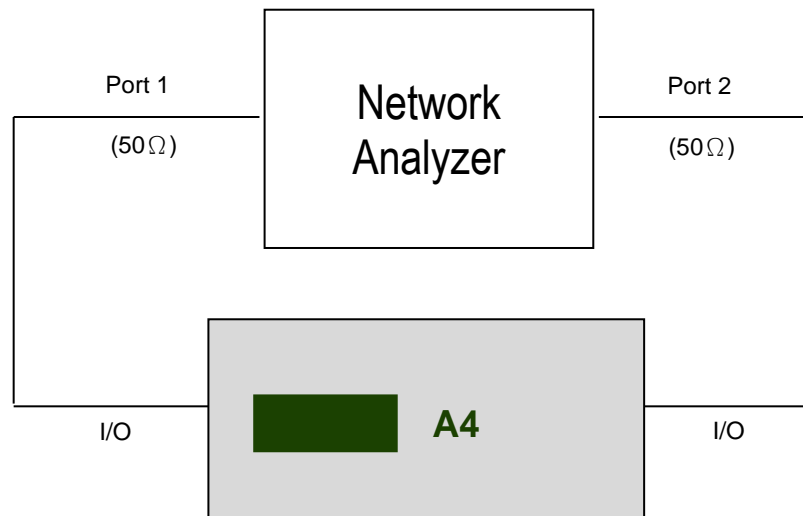 Port 1
(50Ω)
Network
Analyzer
Port 2
(50Ω)
A4
I/O
I/O